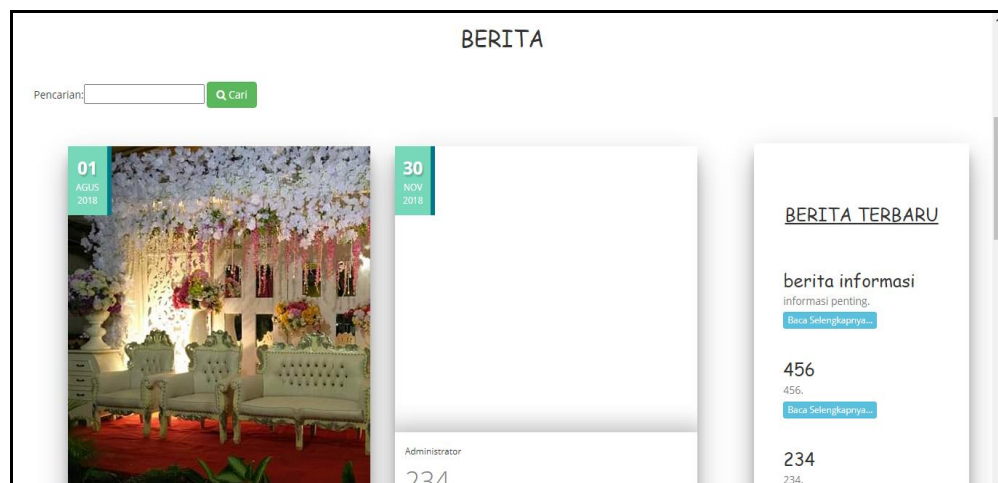 BERITA
Pencarian:
Cari
01
AGUS
2018
30
NOV
2018
Administrator
234
BERITA TERBARU
berita informasi
informasi penting.
Baca Selengkapnya...
456
456.
Baca Selengkapnya...
234
234.